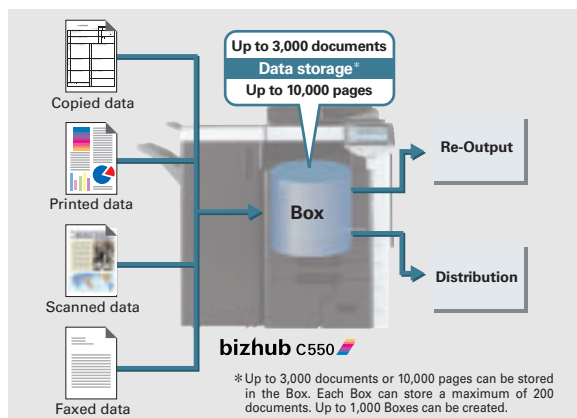 Up to 3,000 documents
Data storage*
Up to 10,000 pages
Copied data
Printed data
Scanned data
Faxed data
Box
Re-Output
Distribution
bizhub C550
*Up to 3,000 documents or 10,000 pages can be stored
in the Box. Each Box can store a maximum of 200
documents. Up to 1,000 Boxes can be created.